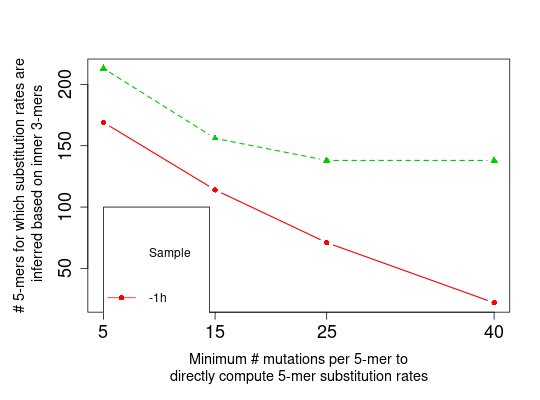 # 5-mers for which substitution rates are
inferred based on inner 3-mers
200
150
100
50
Sample
-1h
5
15
25
40
Minimum # mutations per 5-mer to
directly compute 5-mer substitution rates